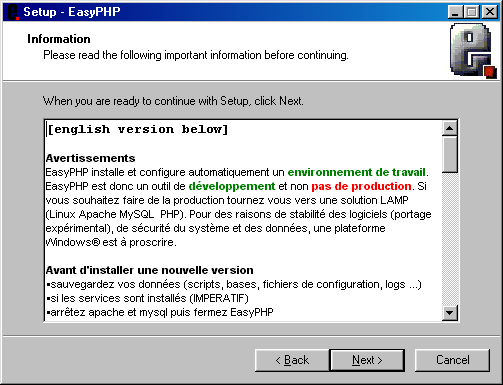 Setup - EasyPHP
Information
Please read the following important information before continuing.
When you are ready to continue with Setup, click Next.
[english version below]
Avertissements
EasyPHP installe et configure automatiquement un environnement de travail.
EasyPHP est donc un outil de développement et non pas de production. Si
vous souhaitez faire de la production tournez vous vers une solution LAMP
(Linux Apache MySQL PHP). Pour des raisons de stabilité des logiciels (portage
expérimental), de sécurité du système et des données, une plateforme
Windows® est à proscrire.
Avant d'installer une nouvelle version
•sauvegardez vos données (scripts, bases, fichiers de configuration, logs ...)
•si les services sont installés (IMPERATIF)
•arrêtez apache et mysql puis fermez EasyPHP
< Back
Next >
Cancel